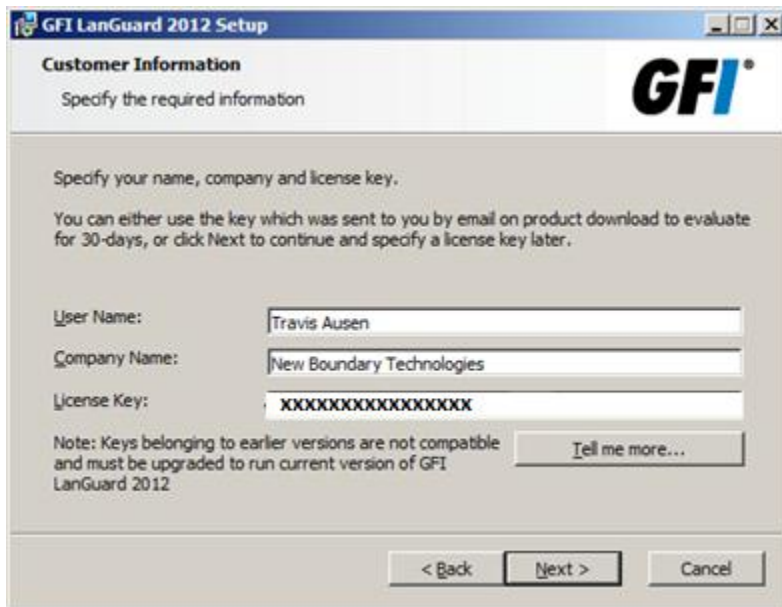 GFI LanGuard 2012 Setup
Customer Information
Specify the required information
GFI®
Specify your name, company and license key.
You can either use the key which was sent to you by email on product download to evaluate
for 30-days, or click Next to continue and specify a license key later.
User Name:
Travis Ausen
Company Name:
New Boundary Technologies
License Key:
XXXXXXXXXXXXXXXX
Note: Keys belonging to earlier versions are not compatible
and must be upgraded to run current version of GFI
LanGuard 2012
Tell me more...
< Back
Next >
Cancel